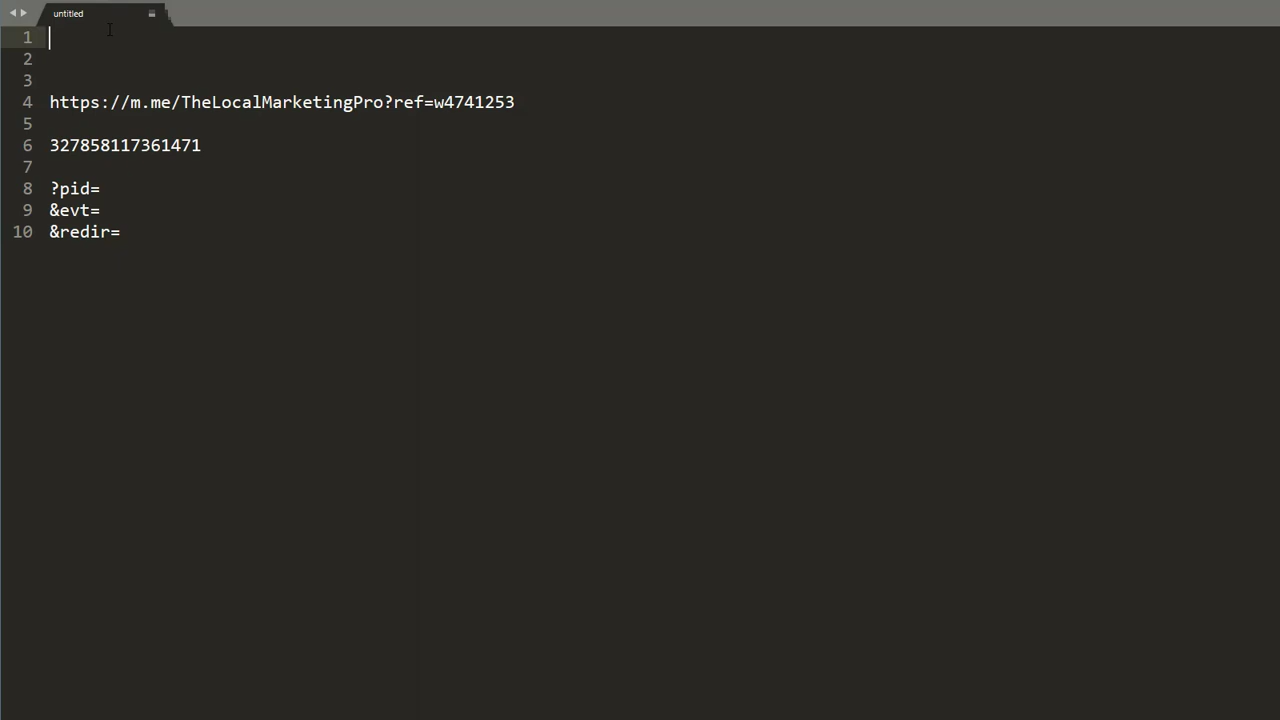 untitled
1
2
3
4 https://m.me/TheLocalMarketingPro?ref=w4741253
5
6 327858117361471
7
8 ?pid=
9 &evt=
10 &redir=